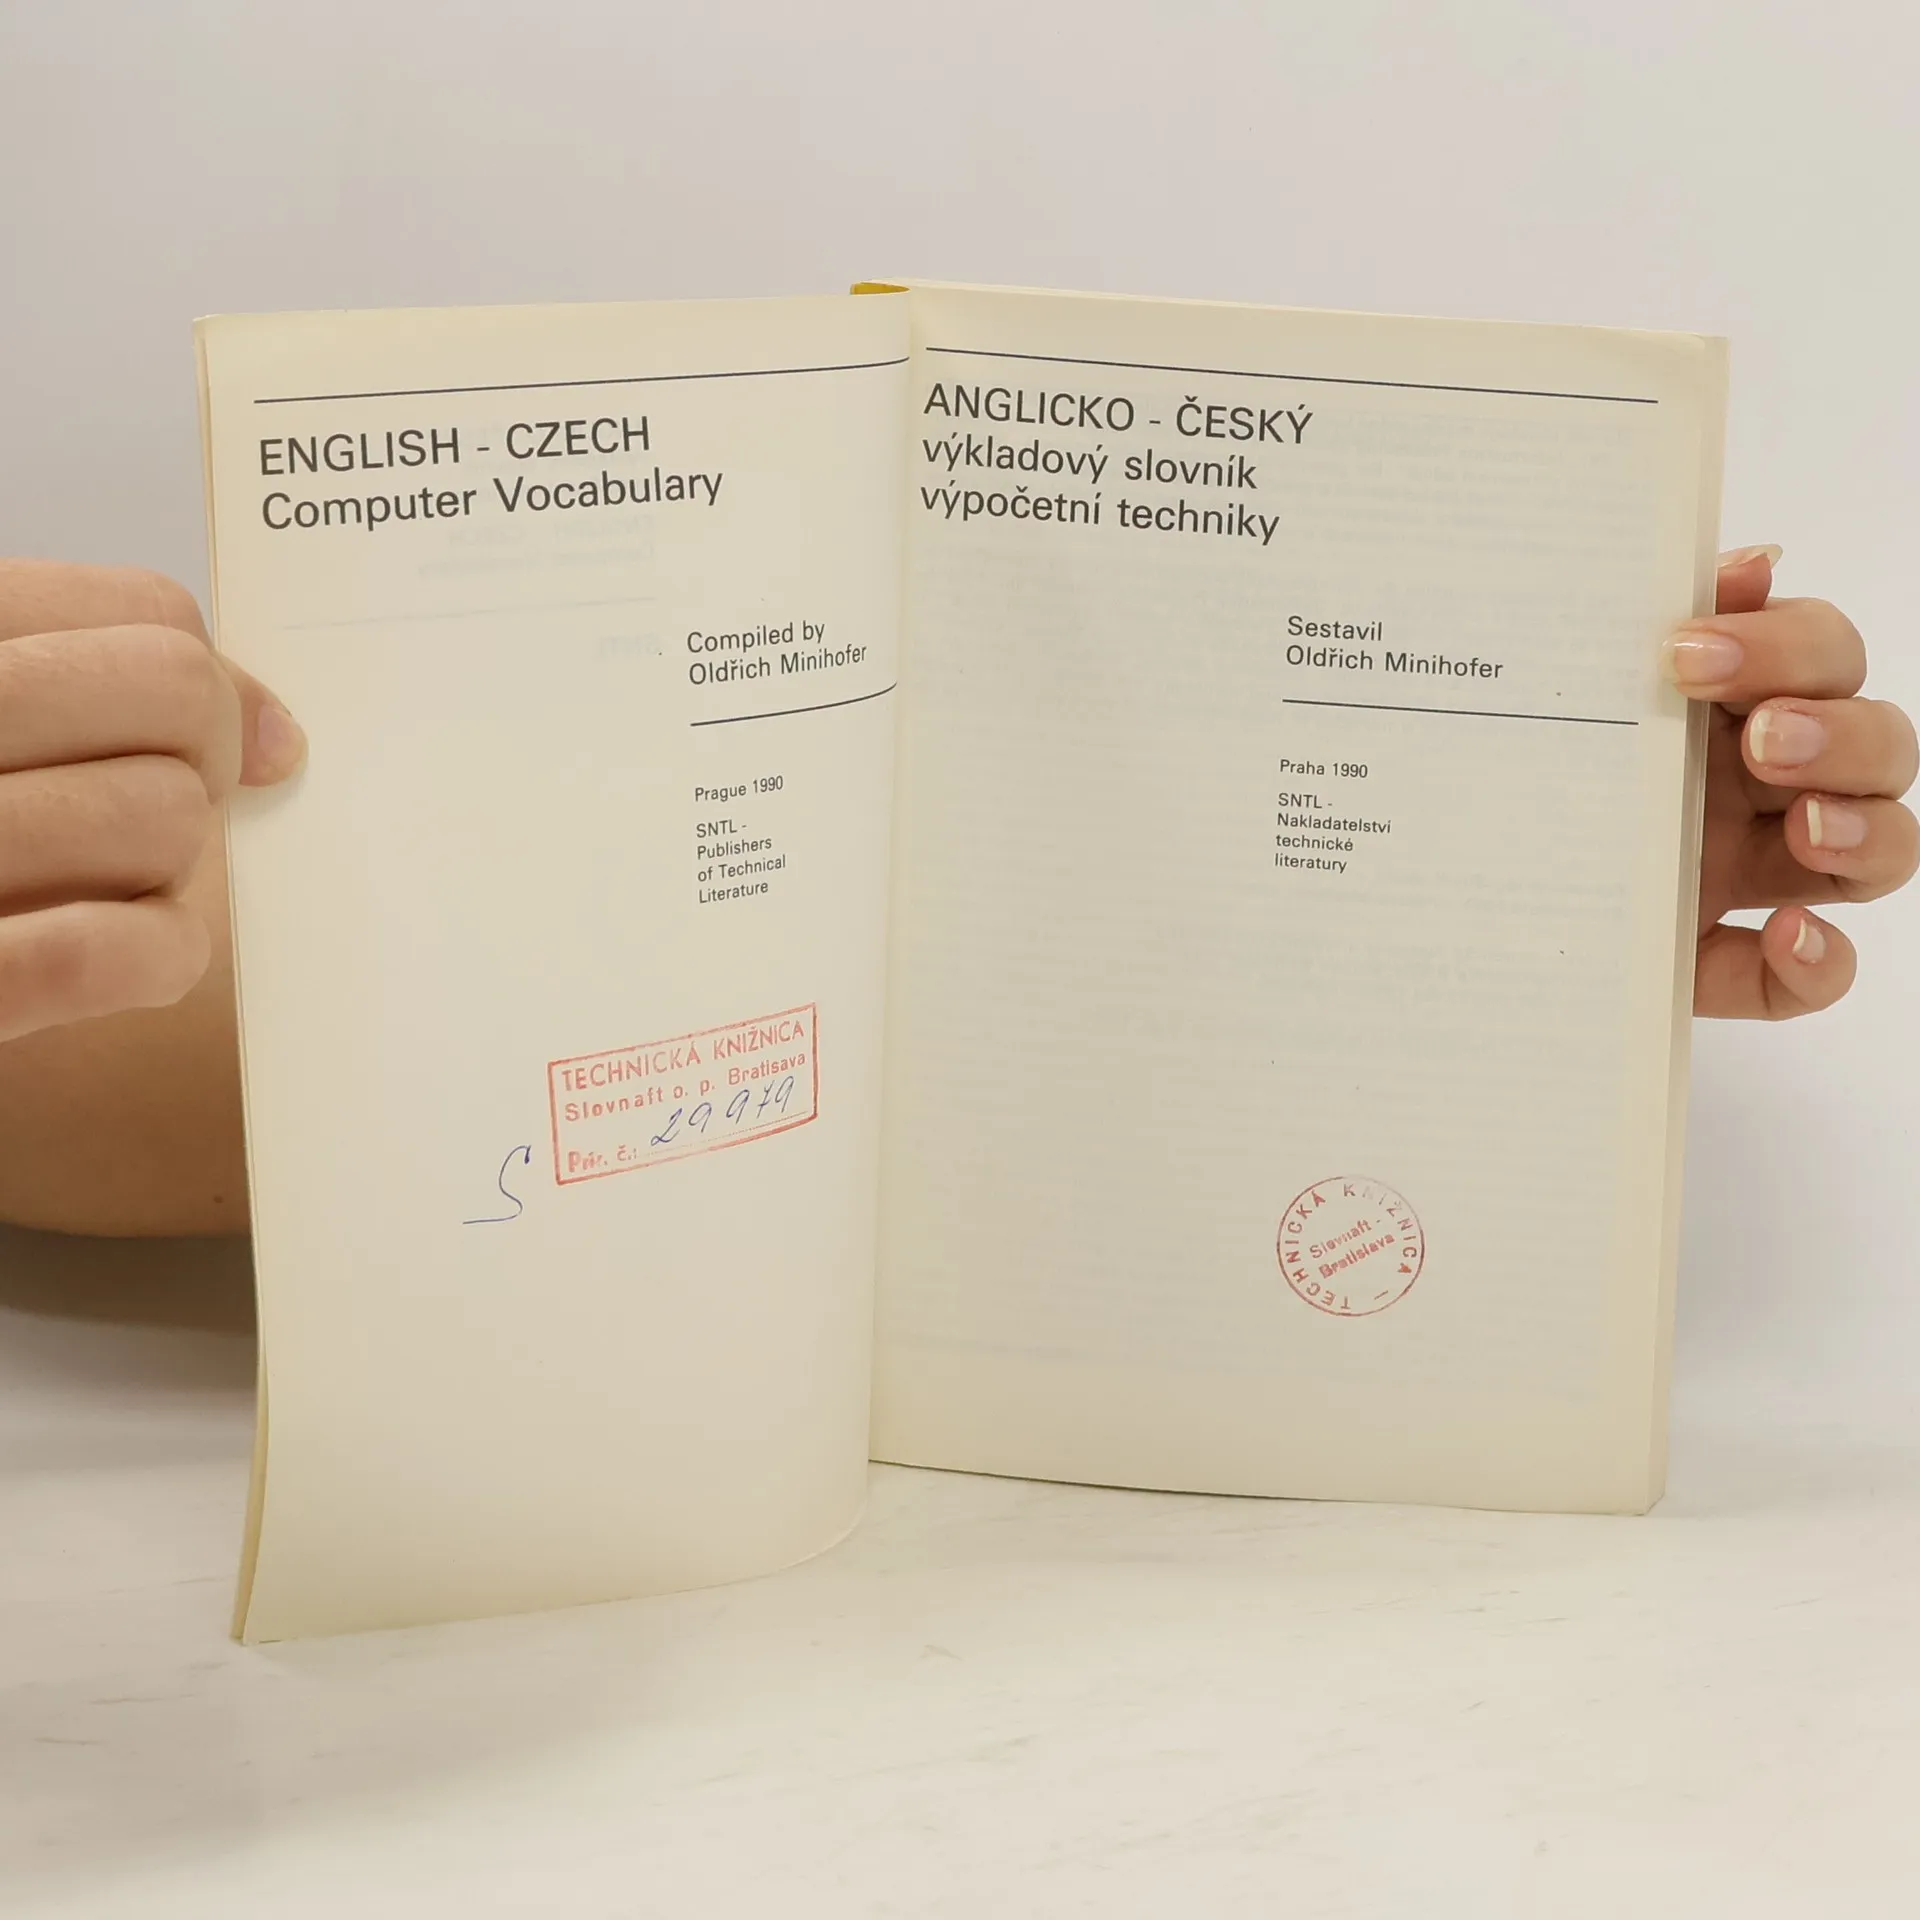 ENGLISH - CZECH
Computer Vocabulary
Compiled by
Oldřich Minihofer
Prague 1990
SNTL -
Publishers
of Technical
Literature
TECHNICKÁ KNIŽNICA
Slovnaft o. p. Bratisava
Prír. č.: 29979
S
ANGLICKO - ČESKÝ
výkladový slovník
výpočetní techniky
Sestavil
Oldřich Minihofer
Praha 1990
SNTL -
Nakladatelství
technické
literatury
TECHNICKÁ KNIŽNICA –
Slovnaft -
Bratislava